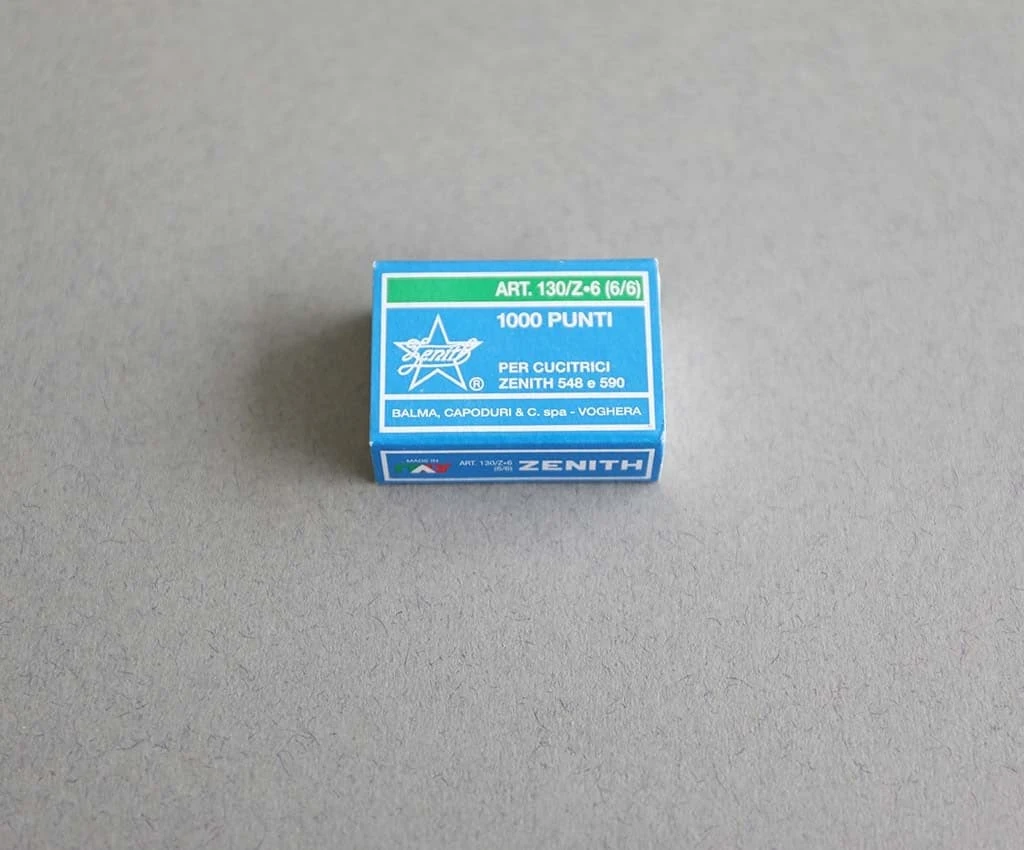 ART. 130/Z-6 (6/6)
1000 PUNTI
Zenith
®
PER CUCITRICI
ZENITH 548 e 590
BALMA, CAPODURI & C. spa - VOGHERA
MADE IN
ITALY
ART. 130/Z-6
(6/6)
ZENITH